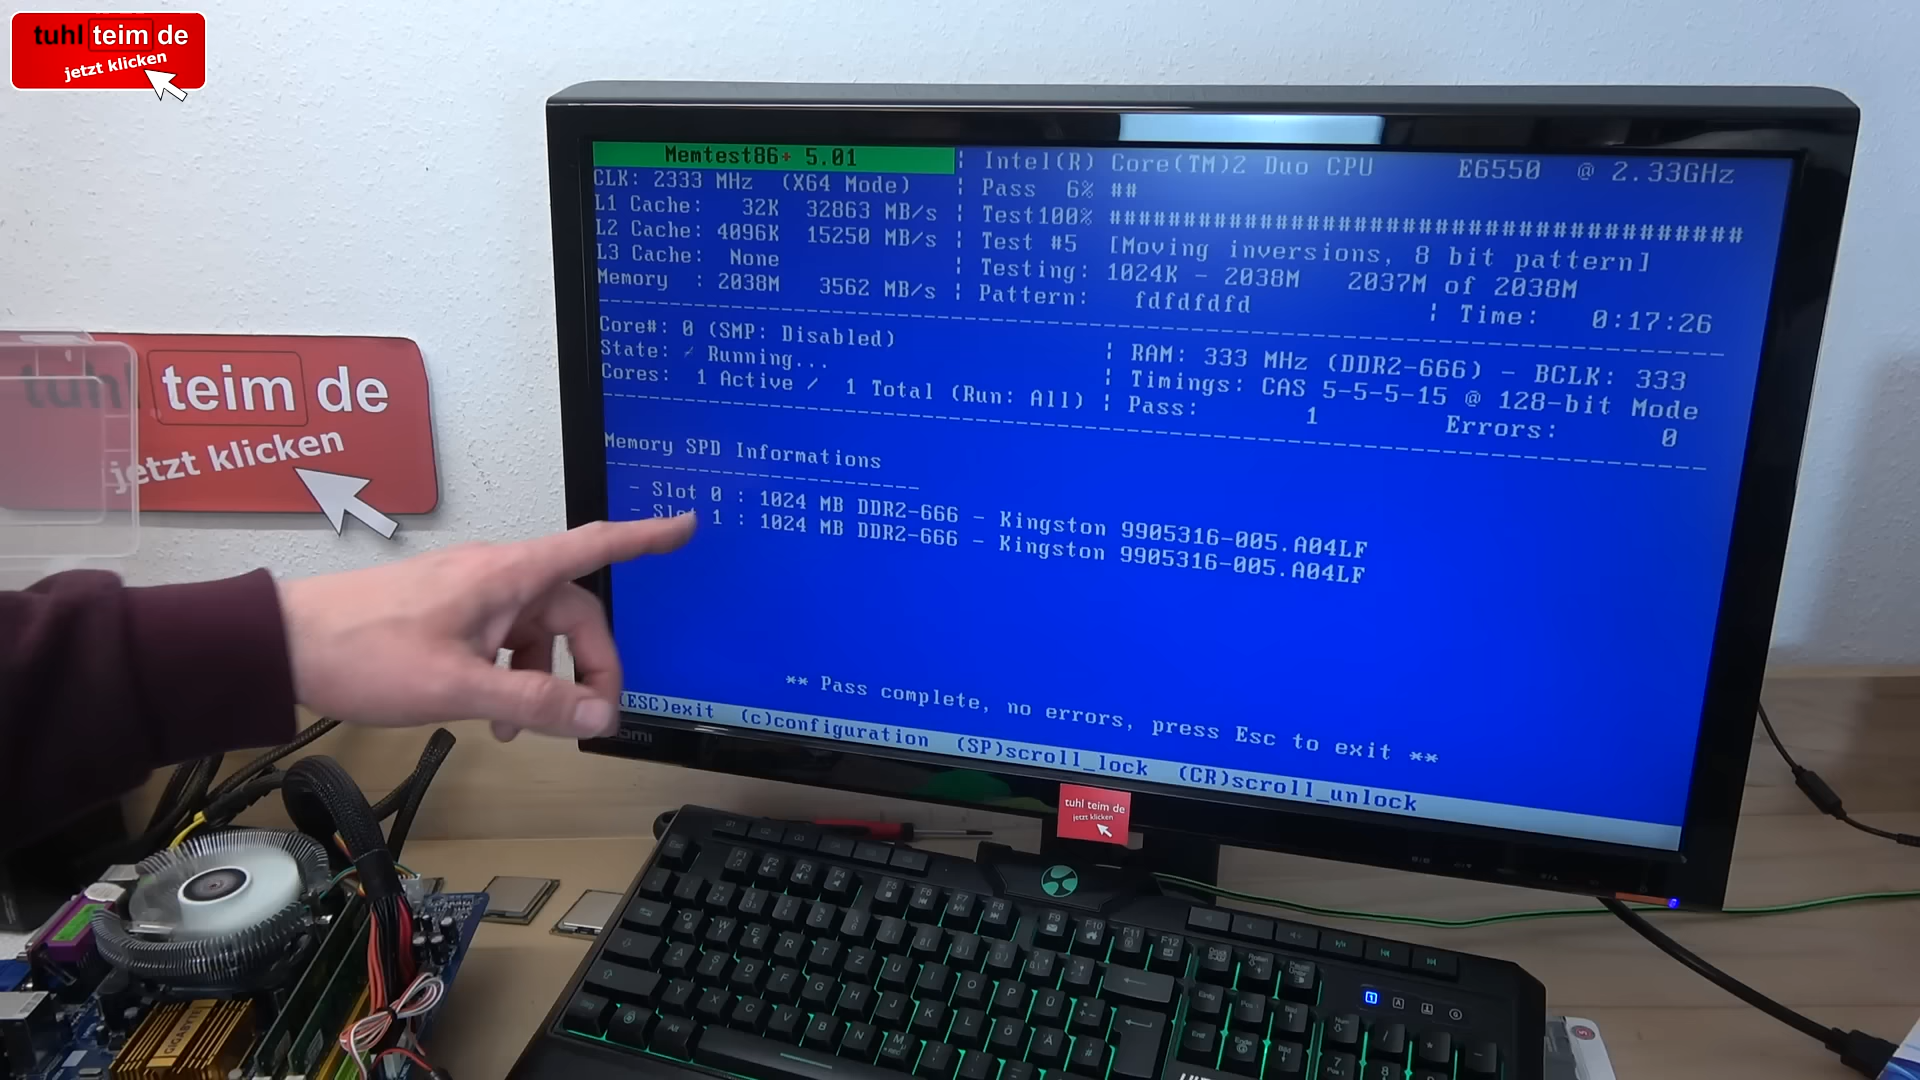 tuhl teim de
jetzt klicken
Memtest86+ 5.01
CLK: 2333 MHz (X64 Mode)
L1 Cache: 32K 32863 MB/s
L2 Cache: 4096K 15250 MB/s
L3 Cache: None
Memory : 2038M 3562 MB/s
Intel(R) Core(TM)2 Duo CPU E6550 @ 2.33GHz
Pass 6% ##
Test100% ########################################
Test #5 [Moving inversions, 8 bit pattern]
Testing: 1024K - 2038M 2037M of 2038M
Pattern: fdfdfdfd | Time: 0:17:26
Core#: 0 (SMP: Disabled)
State: / Running...
Cores: 1 Active / 1 Total (Run: All)
RAM: 333 MHz (DDR2-666) - BCLK: 333
Timings: CAS 5-5-5-15 @ 128-bit Mode
Pass: 1 Errors: 0
Memory SPD Informations
- Slot 0 : 1024 MB DDR2-666 - Kingston 9905316-005.A04LF
- Slot 1 : 1024 MB DDR2-666 - Kingston 9905316-005.A04LF
** Pass complete, no errors, press Esc to exit **
(ESC)exit (c)configuration (SP)scroll_lock (CR)scroll_unlock
tuhl teim de
jetzt klicken
tuhl teim de
jetzt klicken
GIGABYTE